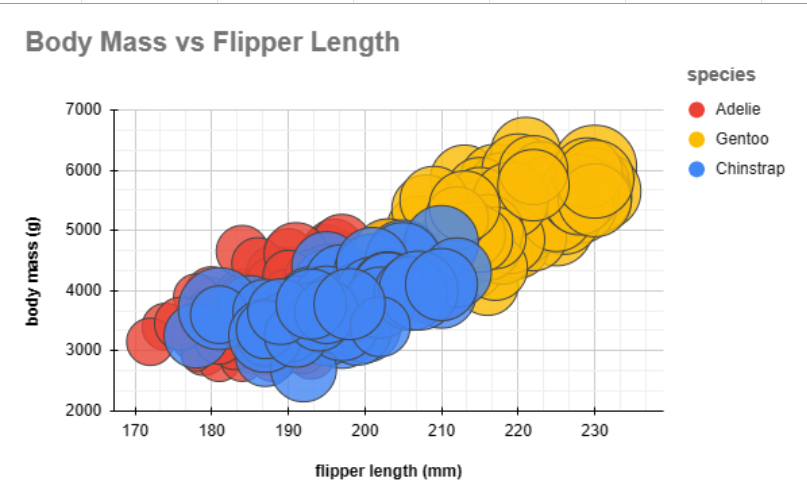 Body Mass vs Flipper Length
species
Adelie
Gentoo
Chinstrap
body mass (g)
7000
6000
5000
4000
3000
2000
170 180 190 200 210 220 230
flipper length (mm)